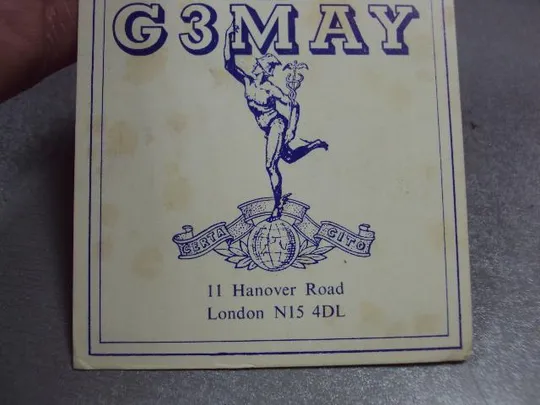 G3MAY
CERTA CITO
11 Hanover Road
London N15 4DL